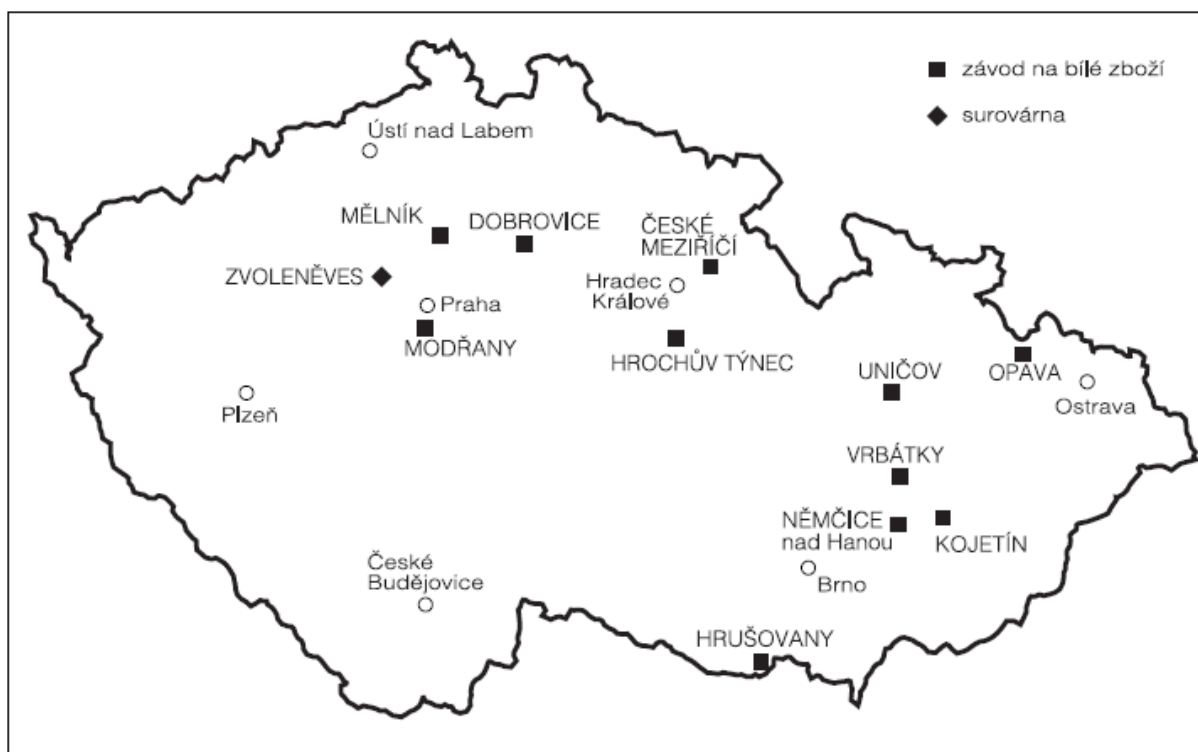 závod na bílé zboží
surovárna
Ústí nad Labem
MĚLNÍK
DOBROVICE
ČESKÉ
MEZIŘÍČÍ
ZVOLENĚVES
Hradec
Králové
Praha
MODŘANY
HROCHŮV TÝNEC
UNIČOV
OPAVA
Ostrava
Plzeň
VRBÁTKY
NĚMČICE
nad Hanou
KOJETÍN
České
Budějovice
Brno
HRUŠOVANY